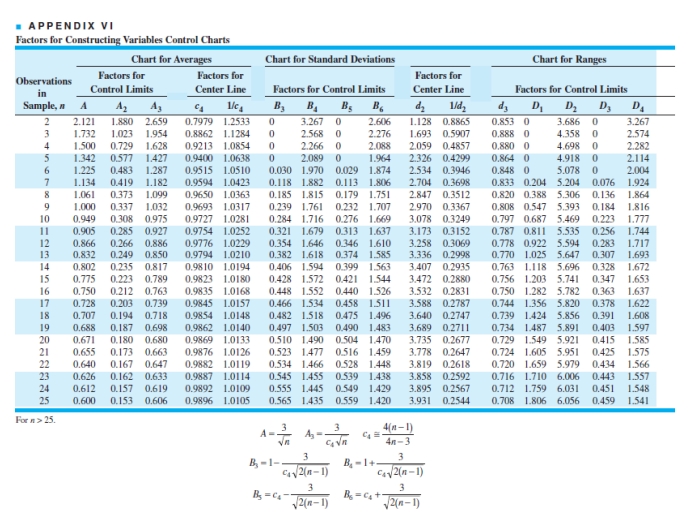 APPENDIX VI
Factors for Constructing Variables Control Charts
Chart for Averages Chart for Standard Deviations Chart for Ranges
Observations in Sample, n Factors for Control Limits Factors for Center Line Factors for Control Limits Factors for Center Line Factors for Control Limits
A A₂ A₃ c₄ 1/c₄ B₃ B₄ B₅ B₆ d₂ 1/d₂ d₃ D₁ D₂ D₃ D₄
2 2.121 1.880 2.659 0.7979 1.2533 0 3.267 0 2.606 1.128 0.8865 0.853 0 3.686 0 3.267
3 1.732 1.023 1.954 0.8862 1.1284 0 2.568 0 2.276 1.693 0.5907 0.888 0 4.358 0 2.574
4 1.500 0.729 1.628 0.9213 1.0854 0 2.266 0 2.088 2.059 0.4857 0.880 0 4.698 0 2.282
5 1.342 0.577 1.427 0.9400 1.0638 0 2.089 0 1.964 2.326 0.4299 0.864 0 4.918 0 2.114
6 1.225 0.483 1.287 0.9515 1.0510 0.030 1.970 0.029 1.874 2.534 0.3946 0.848 0 5.078 0 2.004
7 1.134 0.419 1.182 0.9594 1.0423 0.118 1.882 0.113 1.806 2.704 0.3698 0.833 0.204 5.204 0.076 1.924
8 1.061 0.373 1.099 0.9650 1.0363 0.185 1.815 0.179 1.751 2.847 0.3512 0.820 0.388 5.306 0.136 1.864
9 1.000 0.337 1.032 0.9693 1.0317 0.239 1.761 0.232 1.707 2.970 0.3367 0.808 0.547 5.393 0.184 1.816
10 0.949 0.308 0.975 0.9727 1.0281 0.284 1.716 0.276 1.669 3.078 0.3249 0.797 0.687 5.469 0.223 1.777
11 0.905 0.285 0.927 0.9754 1.0252 0.321 1.679 0.313 1.637 3.173 0.3152 0.787 0.811 5.535 0.256 1.744
12 0.866 0.266 0.886 0.9776 1.0229 0.354 1.646 0.346 1.610 3.258 0.3069 0.778 0.922 5.594 0.283 1.717
13 0.832 0.249 0.850 0.9794 1.0210 0.382 1.618 0.374 1.585 3.336 0.2998 0.770 1.025 5.647 0.307 1.693
14 0.802 0.235 0.817 0.9810 1.0194 0.406 1.594 0.399 1.563 3.407 0.2935 0.763 1.118 5.696 0.328 1.672
15 0.775 0.223 0.789 0.9823 1.0180 0.428 1.572 0.421 1.544 3.472 0.2880 0.756 1.203 5.741 0.347 1.653
16 0.750 0.212 0.763 0.9835 1.0168 0.448 1.552 0.440 1.526 3.532 0.2831 0.750 1.282 5.782 0.363 1.637
17 0.728 0.203 0.739 0.9845 1.0157 0.466 1.534 0.458 1.511 3.588 0.2787 0.744 1.356 5.820 0.378 1.622
18 0.707 0.194 0.718 0.9854 1.0148 0.482 1.518 0.475 1.496 3.640 0.2747 0.739 1.424 5.856 0.391 1.608
19 0.688 0.187 0.698 0.9862 1.0140 0.497 1.503 0.490 1.483 3.689 0.2711 0.734 1.487 5.891 0.403 1.597
20 0.671 0.180 0.680 0.9869 1.0133 0.510 1.490 0.504 1.470 3.735 0.2677 0.729 1.549 5.921 0.415 1.585
21 0.655 0.173 0.663 0.9876 1.0126 0.523 1.477 0.516 1.459 3.778 0.2647 0.724 1.605 5.951 0.425 1.575
22 0.640 0.167 0.647 0.9882 1.0119 0.534 1.466 0.528 1.448 3.819 0.2618 0.720 1.659 5.979 0.434 1.566
23 0.626 0.162 0.633 0.9887 1.0114 0.545 1.455 0.539 1.438 3.858 0.2592 0.716 1.710 6.006 0.443 1.557
24 0.612 0.157 0.619 0.9892 1.0109 0.555 1.445 0.549 1.429 3.895 0.2567 0.712 1.759 6.031 0.451 1.548
25 0.600 0.153 0.606 0.9896 1.0105 0.565 1.435 0.559 1.420 3.931 0.2544 0.708 1.806 6.056 0.459 1.541
For n > 25.
A = 3/√n A₃ = 3/(c₄√n) c₄ ≅ 4(n−1)/(4n−3)
B₃ = 1 − 3/(c₄√2(n−1)) B₄ = 1 + 3/(c₄√2(n−1))
B₅ = c₄ − 3/√2(n−1) B₆ = c₄ + 3/√2(n−1)